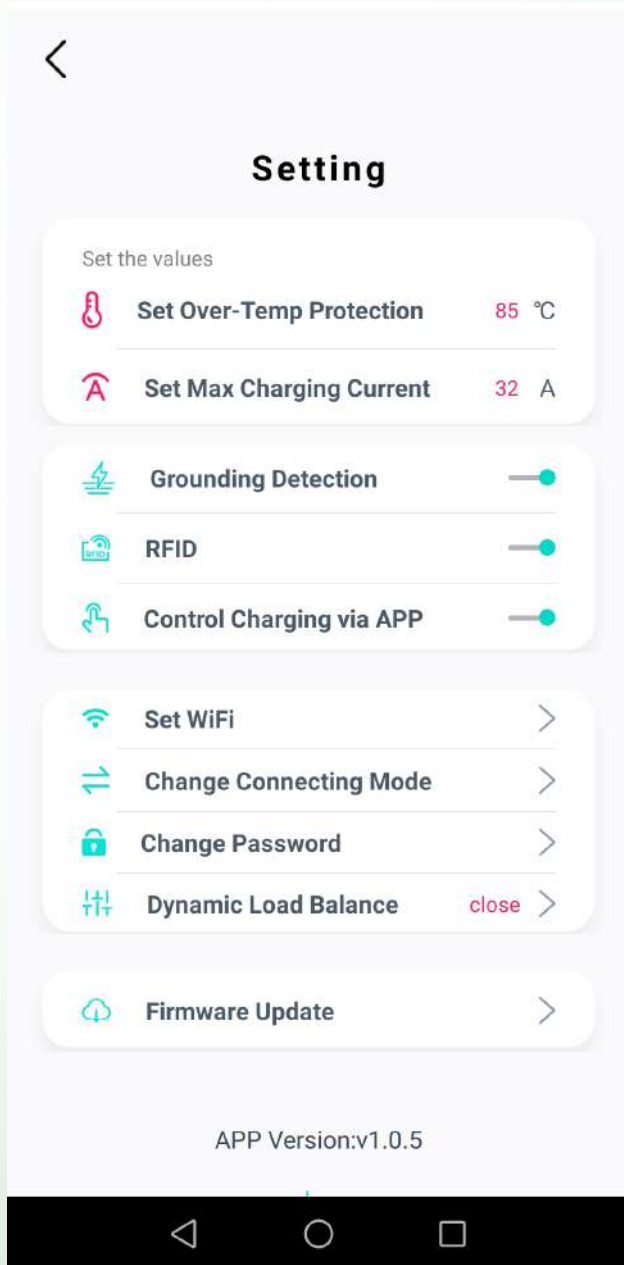 Setting
Set the values
Set Over-Temp Protection 85 ℃
Set Max Charging Current 32 A
Grounding Detection
RFID RFID
Control Charging via APP
Set WiFi
Change Connecting Mode
Change Password
Dynamic Load Balance close
Firmware Update
APP Version:v1.0.5